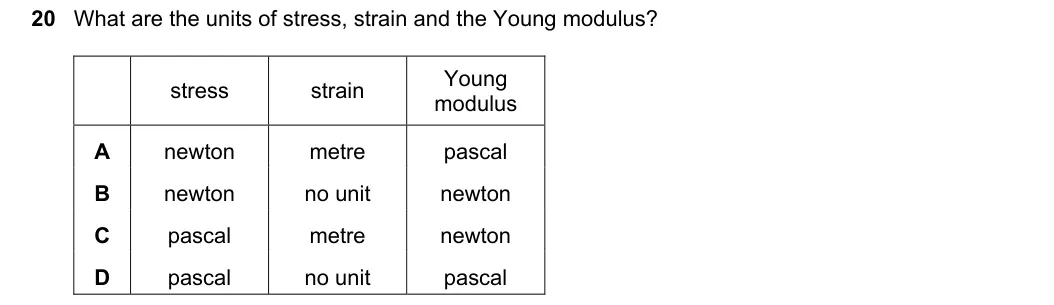 20 What are the units of stress, strain and the Young modulus?
stress strain Young modulus
A newton metre pascal
B newton no unit newton
C pascal metre newton
D pascal no unit pascal